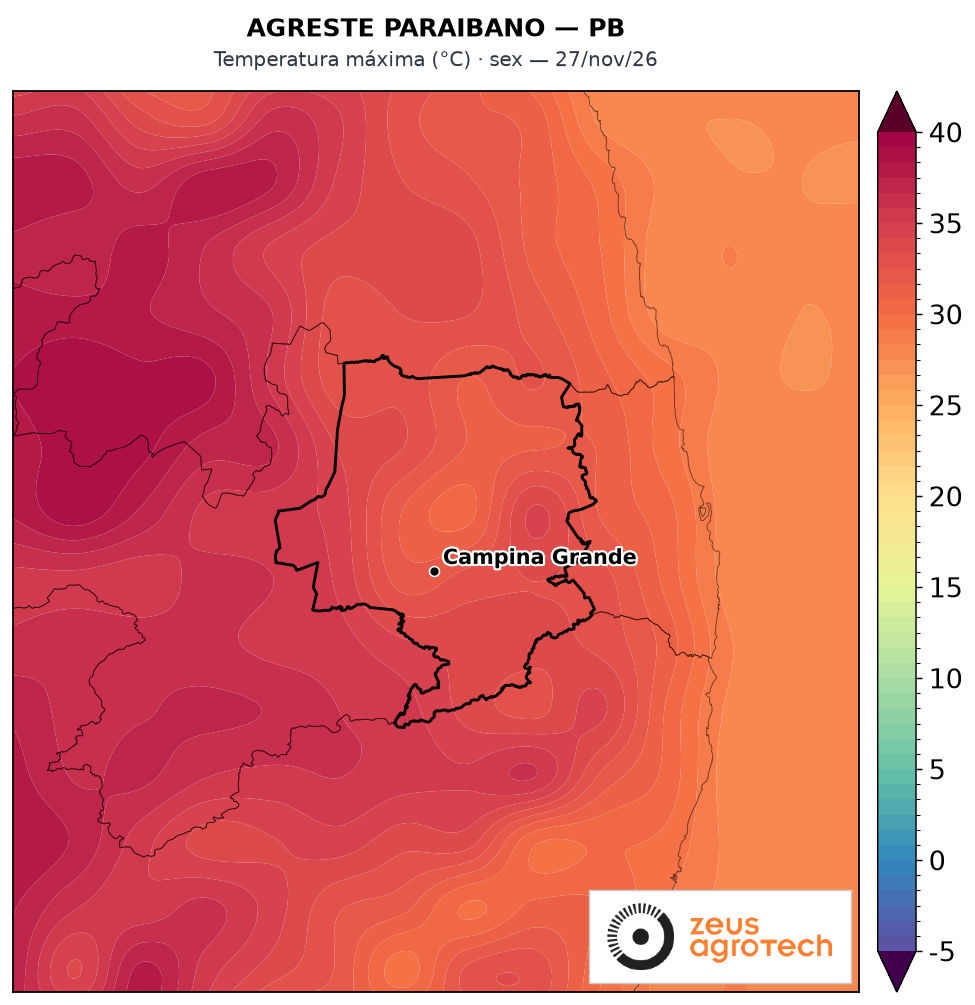 AGRESTE PARAIBANO — PB
Temperatura máxima (°C) · sex — 27/nov/26
40
35
30
25
20
15
10
5
0
-5
Campina Grande
zeus
agrotech